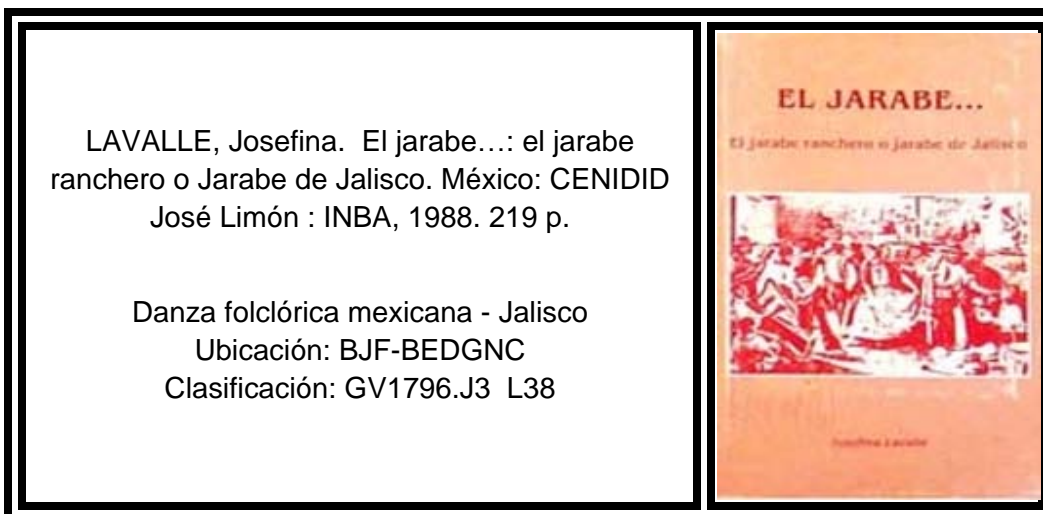 LAVALLE, Josefina. El jarabe…: el jarabe
ranchero o Jarabe de Jalisco. México: CENIDID
José Limón : INBA, 1988. 219 p.
Danza folclórica mexicana - Jalisco
Ubicación: BJF-BEDGNC
Clasificación: GV1796.J3 L38
EL JARABE...
El jarabe ranchero o jarabe de Jalisco
Josefina Lavalle